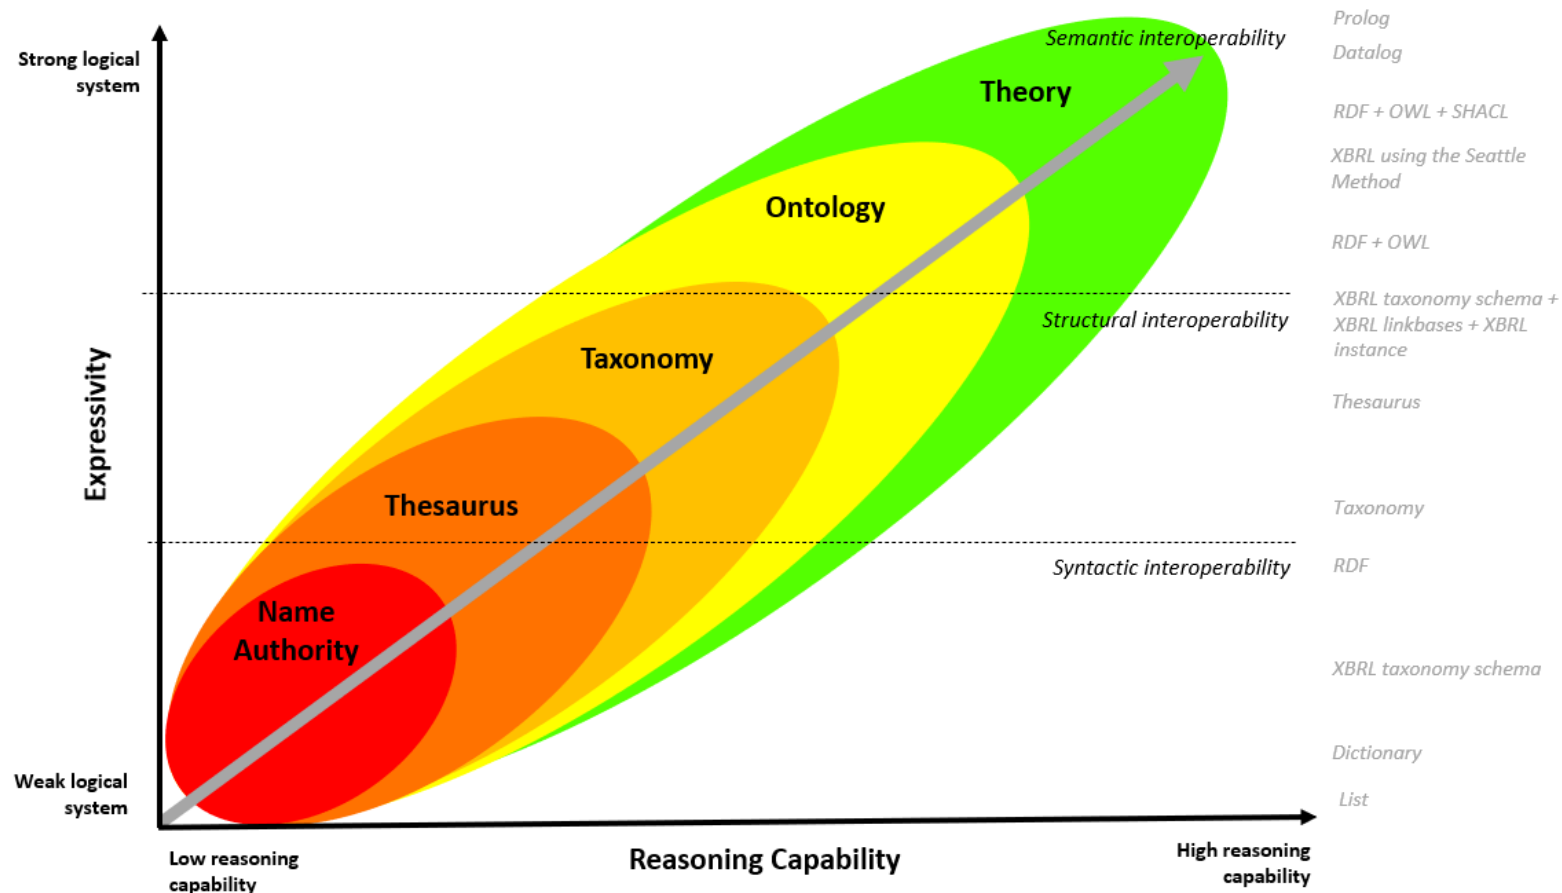 Strong logical
system
Semantic interoperability
Theory
Ontology
Structural interoperability
Taxonomy
Expressivity
Thesaurus
Syntactic interoperability
Name
Authority
Weak logical
system
Low reasoning
capability
Reasoning Capability
High reasoning
capability
Prolog
Datalog
RDF + OWL + SHACL
XBRL using the Seattle
Method
RDF + OWL
XBRL taxonomy schema +
XBRL linkbases + XBRL
instance
Thesaurus
Taxonomy
RDF
XBRL taxonomy schema
Dictionary
List